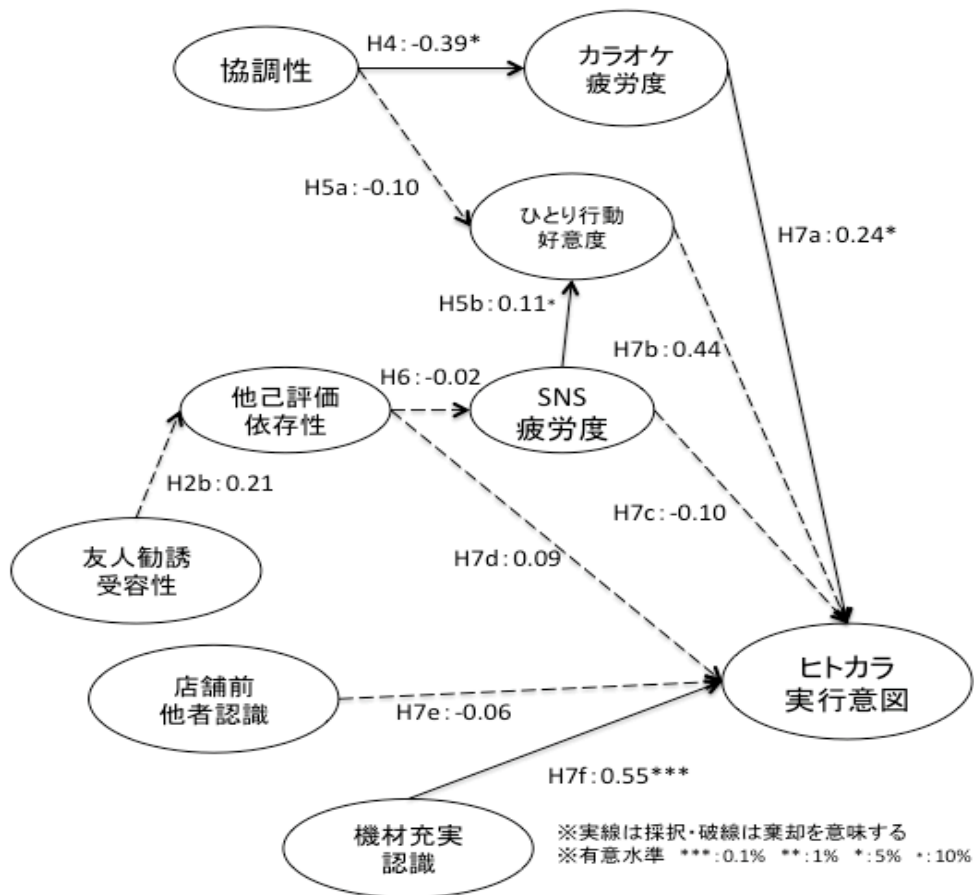 H4：-0.39*
協調性
カラオケ
疲労度
H5a：-0.10
ひとり行動
好意度
H7a：0.24*
H5b：0.11*
H7b：0.44
H6：-0.02
他己評価
依存性
SNS
疲労度
H2b：0.21
H7c：-0.10
友人勧誘
受容性
H7d：0.09
店舗前
他者認識
ヒトカラ
実行意図
H7e：-0.06
H7f：0.55***
機材充実
認識
※実線は採択・破線は棄却を意味する
※有意水準　***：0.1%　**：1%　*：5%　*：10%